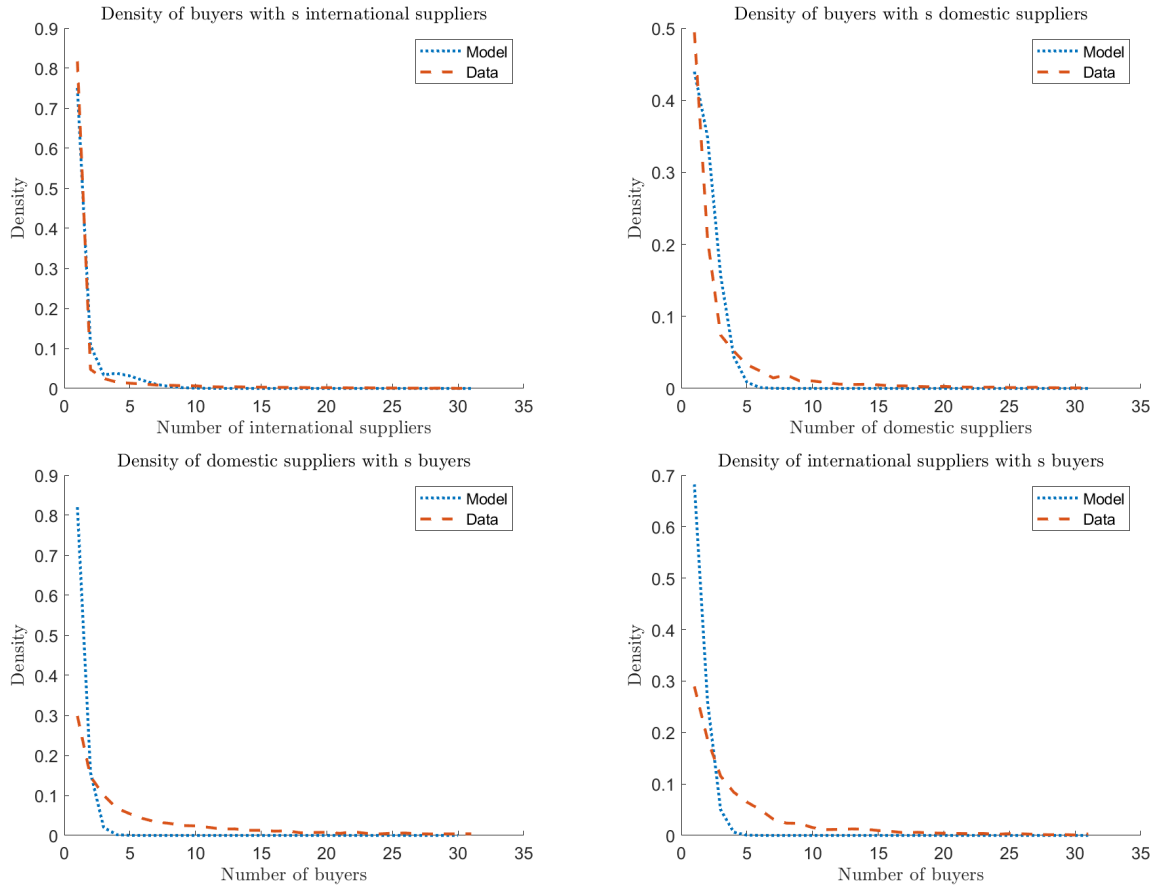 Density of buyers with s international suppliers
0.9
0.8
0.7
0.6
0.5
0.4
0.3
0.2
0.1
0
Density
Model
Data
0 5 10 15 20 25 30 35
Number of international suppliers
Density of buyers with s domestic suppliers
0.5
0.4
0.3
0.2
0.1
0
Density
Model
Data
0 5 10 15 20 25 30 35
Number of domestic suppliers
Density of domestic suppliers with s buyers
0.9
0.8
0.7
0.6
0.5
0.4
0.3
0.2
0.1
0
Density
Model
Data
0 5 10 15 20 25 30 35
Number of buyers
Density of international suppliers with s buyers
0.7
0.6
0.5
0.4
0.3
0.2
0.1
0
Density
Model
Data
0 5 10 15 20 25 30 35
Number of buyers